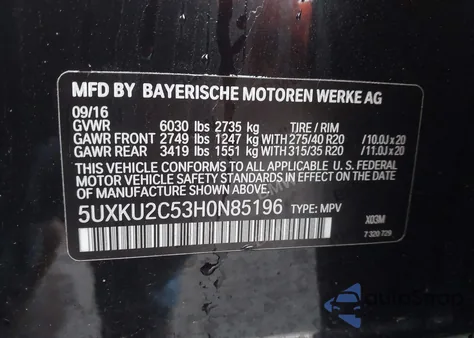 MFD BY BAYERISCHE MOTOREN WERKE AG
09/16
GVWR 6030 lbs 2735 kg TIRE / RIM
GAWR FRONT 2749 lbs 1247 kg WITH 275/40 R20 /10.0J x 20
GAWR REAR 3419 lbs 1551 kg WITH 315/35 R20 /11.0J x 20
THIS VEHICLE CONFORMS TO ALL APPLICABLE U. S. FEDERAL
MOTOR VEHICLE SAFETY STANDARDS IN EFFECT ON THE DATE OF
MANUFACTURE SHOWN ABOVE.
5UXKU2C53H0N85196 TYPE: MPV
X03M
7 320 729